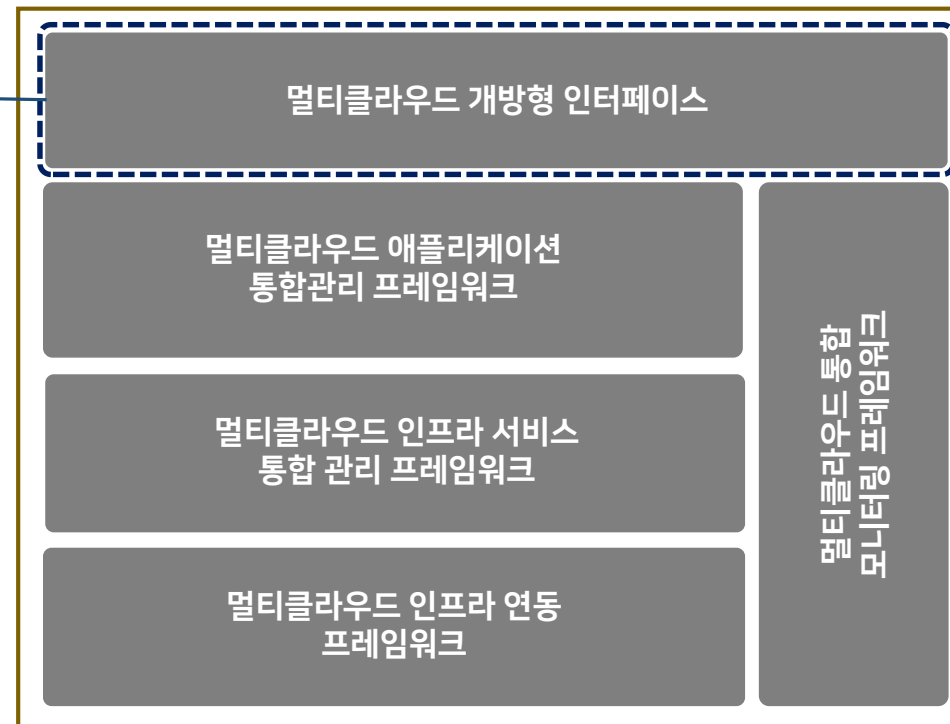 멀티클라우드 개방형 인터페이스
멀티클라우드 애플리케이션
통합관리 프레임워크
멀티클라우드 인프라 서비스
통합 관리 프레임워크
멀티클라우드 인프라 연동
프레임워크
멀티클라우드 통합
모니터링 프레임워크